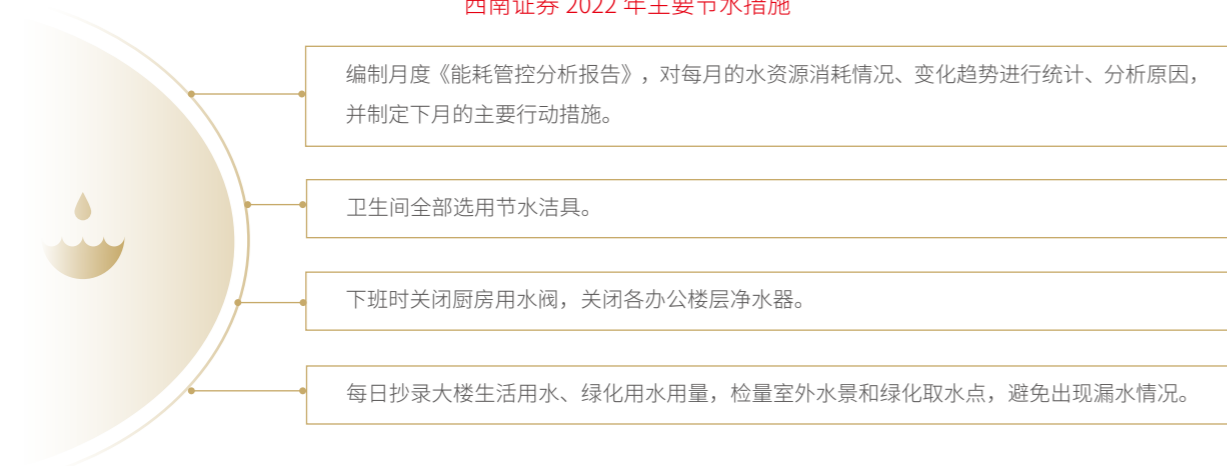 西南证券 2022 年主要节水措施
编制月度《能耗管控分析报告》，对每月的水资源消耗情况、变化趋势进行统计、分析原因，
并制定下月的主要行动措施。
卫生间全部选用节水洁具。
下班时关闭厨房用水阀，关闭各办公楼层净水器。
每日抄录大楼生活用水、绿化用水用量，检量室外水景和绿化取水点，避免出现漏水情况。